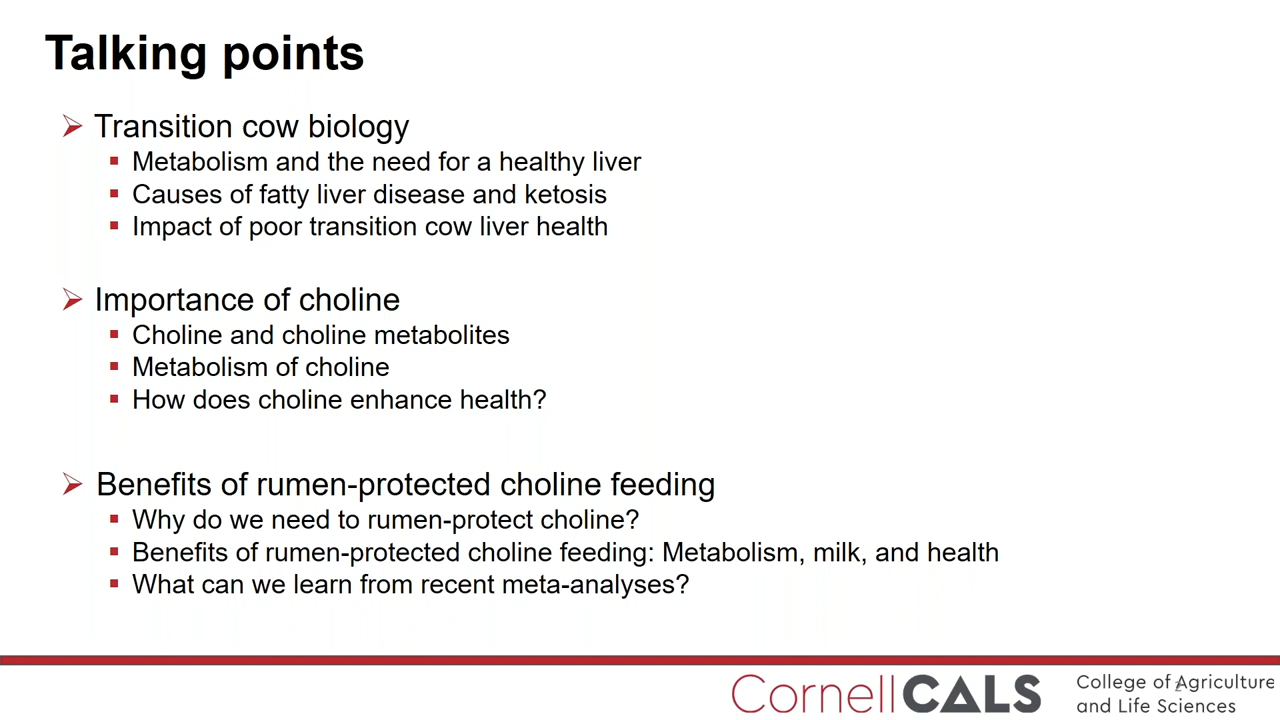 Talking points
Transition cow biology
Metabolism and the need for a healthy liver
Causes of fatty liver disease and ketosis
Impact of poor transition cow liver health
Importance of choline
Choline and choline metabolites
Metabolism of choline
How does choline enhance health?
Benefits of rumen-protected choline feeding
Why do we need to rumen-protect choline?
Benefits of rumen-protected choline feeding: Metabolism, milk, and health
What can we learn from recent meta-analyses?
CornellCALS
College of Agriculture
and Life Sciences
2